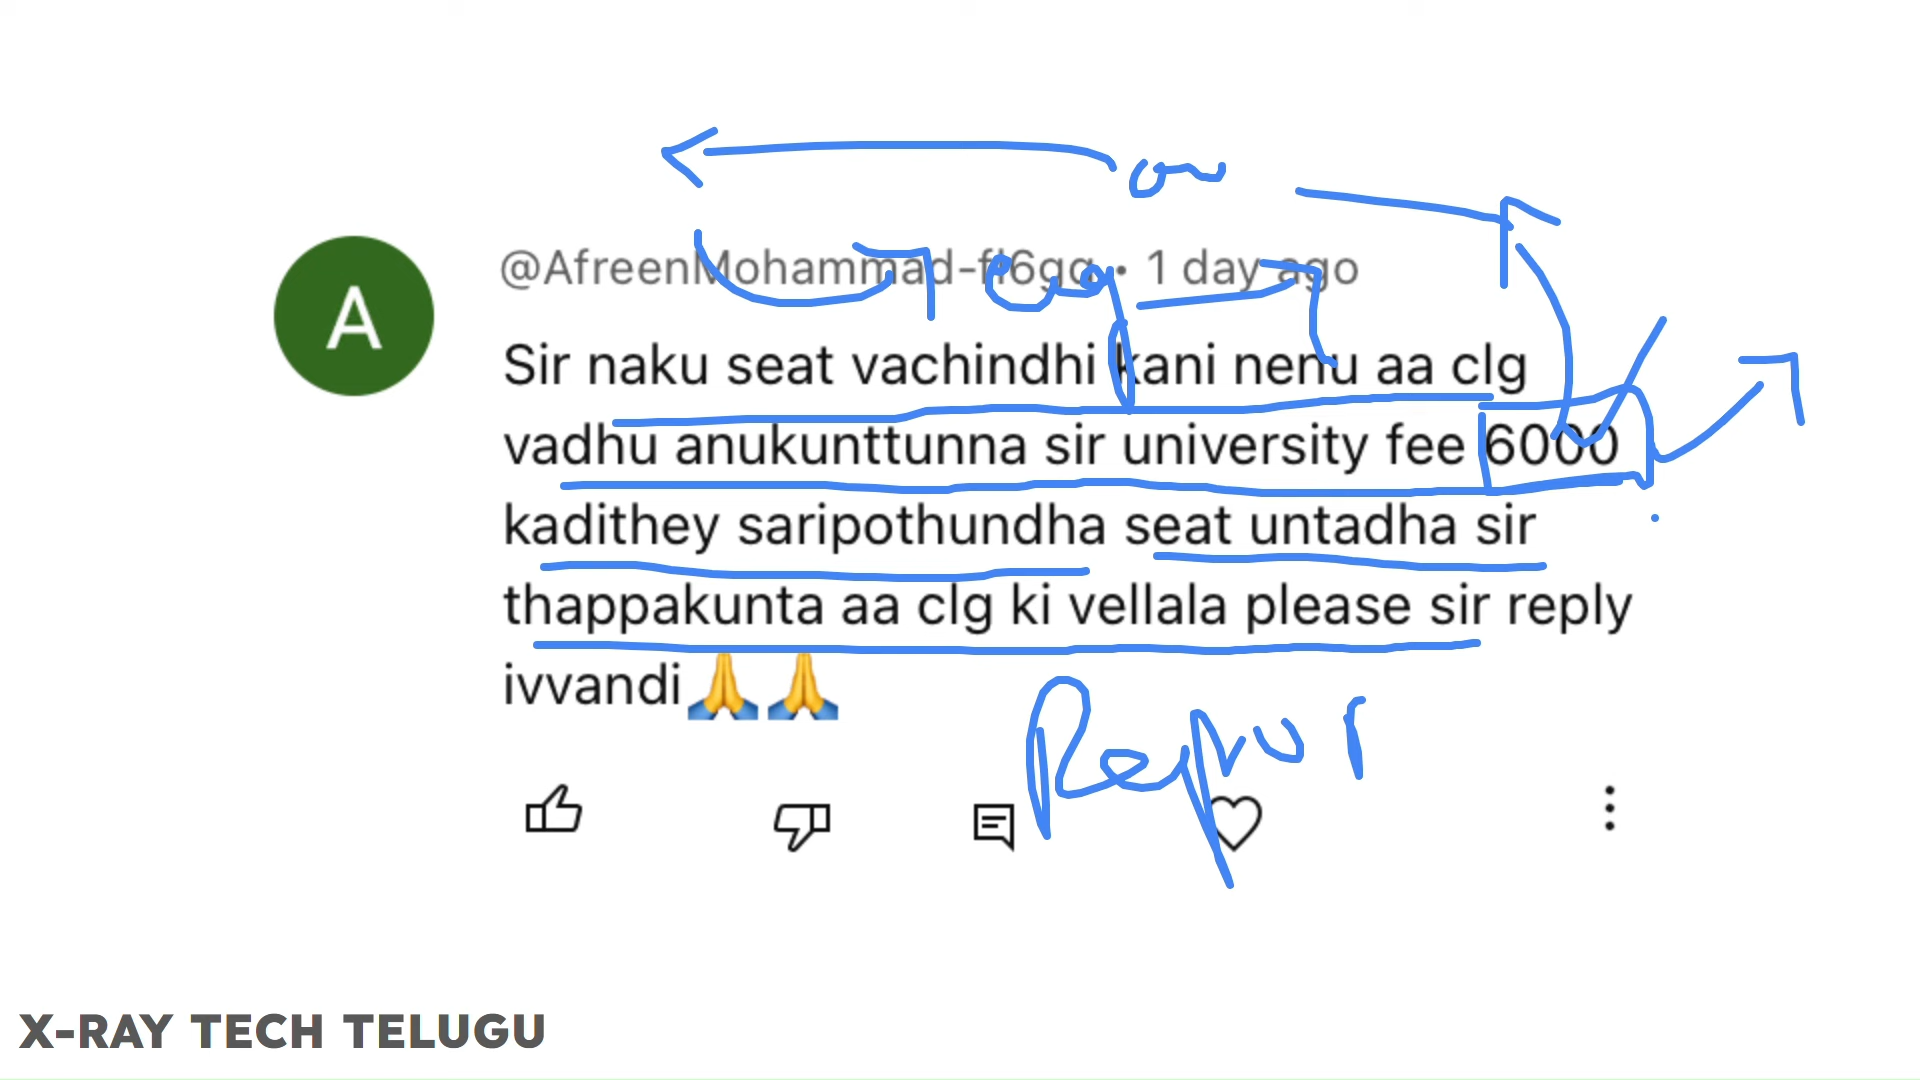 @AfreenMohammad-fl6gq • 1 day ago
A
Sir naku seat vachindhi kani nenu aa clg
vadhu anukunttunna sir university fee 6000
kadithey saripothundha seat untadha sir
thappakunta aa clg ki vellala please sir reply
ivvandi🙏🙏
X-RAY TECH TELUGU